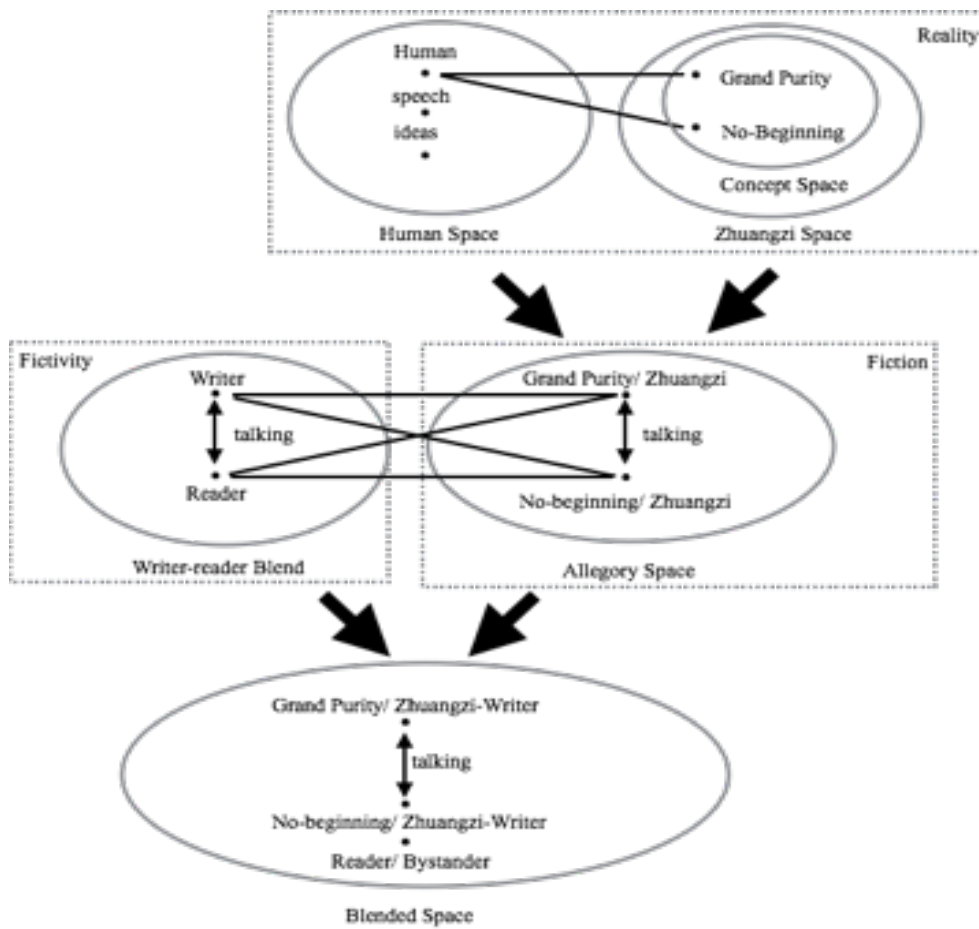 Reality
Human
speech
ideas
Human Space
Grand Purity
No-Beginning
Concept Space
Zhuangzi Space
Fictivity
Writer
talking
Reader
Writer-reader Blend
Fiction
Grand Purity/ Zhuangzi
talking
No-beginning/ Zhuangzi
Allegory Space
Grand Purity/ Zhuangzi-Writer
talking
No-beginning/ Zhuangzi-Writer
Reader/ Bystander
Blended Space